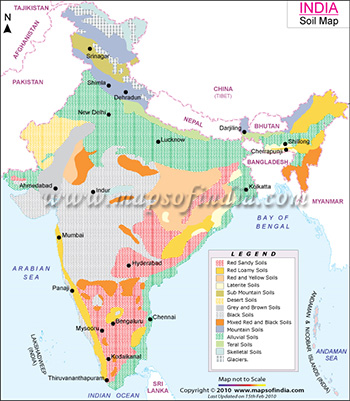 INDIA
Soil Map
TAJIKISTAN
N
AFGHANISTAN
Srinagar
PAKISTAN
CHINA
(TIBET)
Shimla
Dehradun
New Delhi
NEPAL
Darjiling
BHUTAN
Lucknow
Shillong
Cherrapunji
BANGLADESH
MYANMAR
Ahmedabad
Indur
Kolkatta
www.mapsofindia.com
Mumbai
BAY OF
BENGAL
Hyderabad
ARABIAN
SEA
Panaji
Bengaluru
Chennai
Mysooru
Kodaikanal
Thiruvananthapuram
LAKSHADWEEP
(INDIA)
SRI
LANKA
INDIAN OCEAN
ANDAMAN & NICOBAR ISLANDS (INDIA)
ANDAMAN
SEA
LEGEND
Red Sandy Soils
Red Loamy Soils
Red and Yellow Soils
Laterite Soils
Sub Mountain Soils
Desert Soils
Grey and Brown Soils
Black Soils
Mixed Red and Black Soils
Mountain Soils
Alluvial Soils
Terai Soils
Skeletal Soils
Glaciers.
Map not to Scale
Copyright © 2010 www.mapsofindia.com
Last Updated on 15th Feb 2010